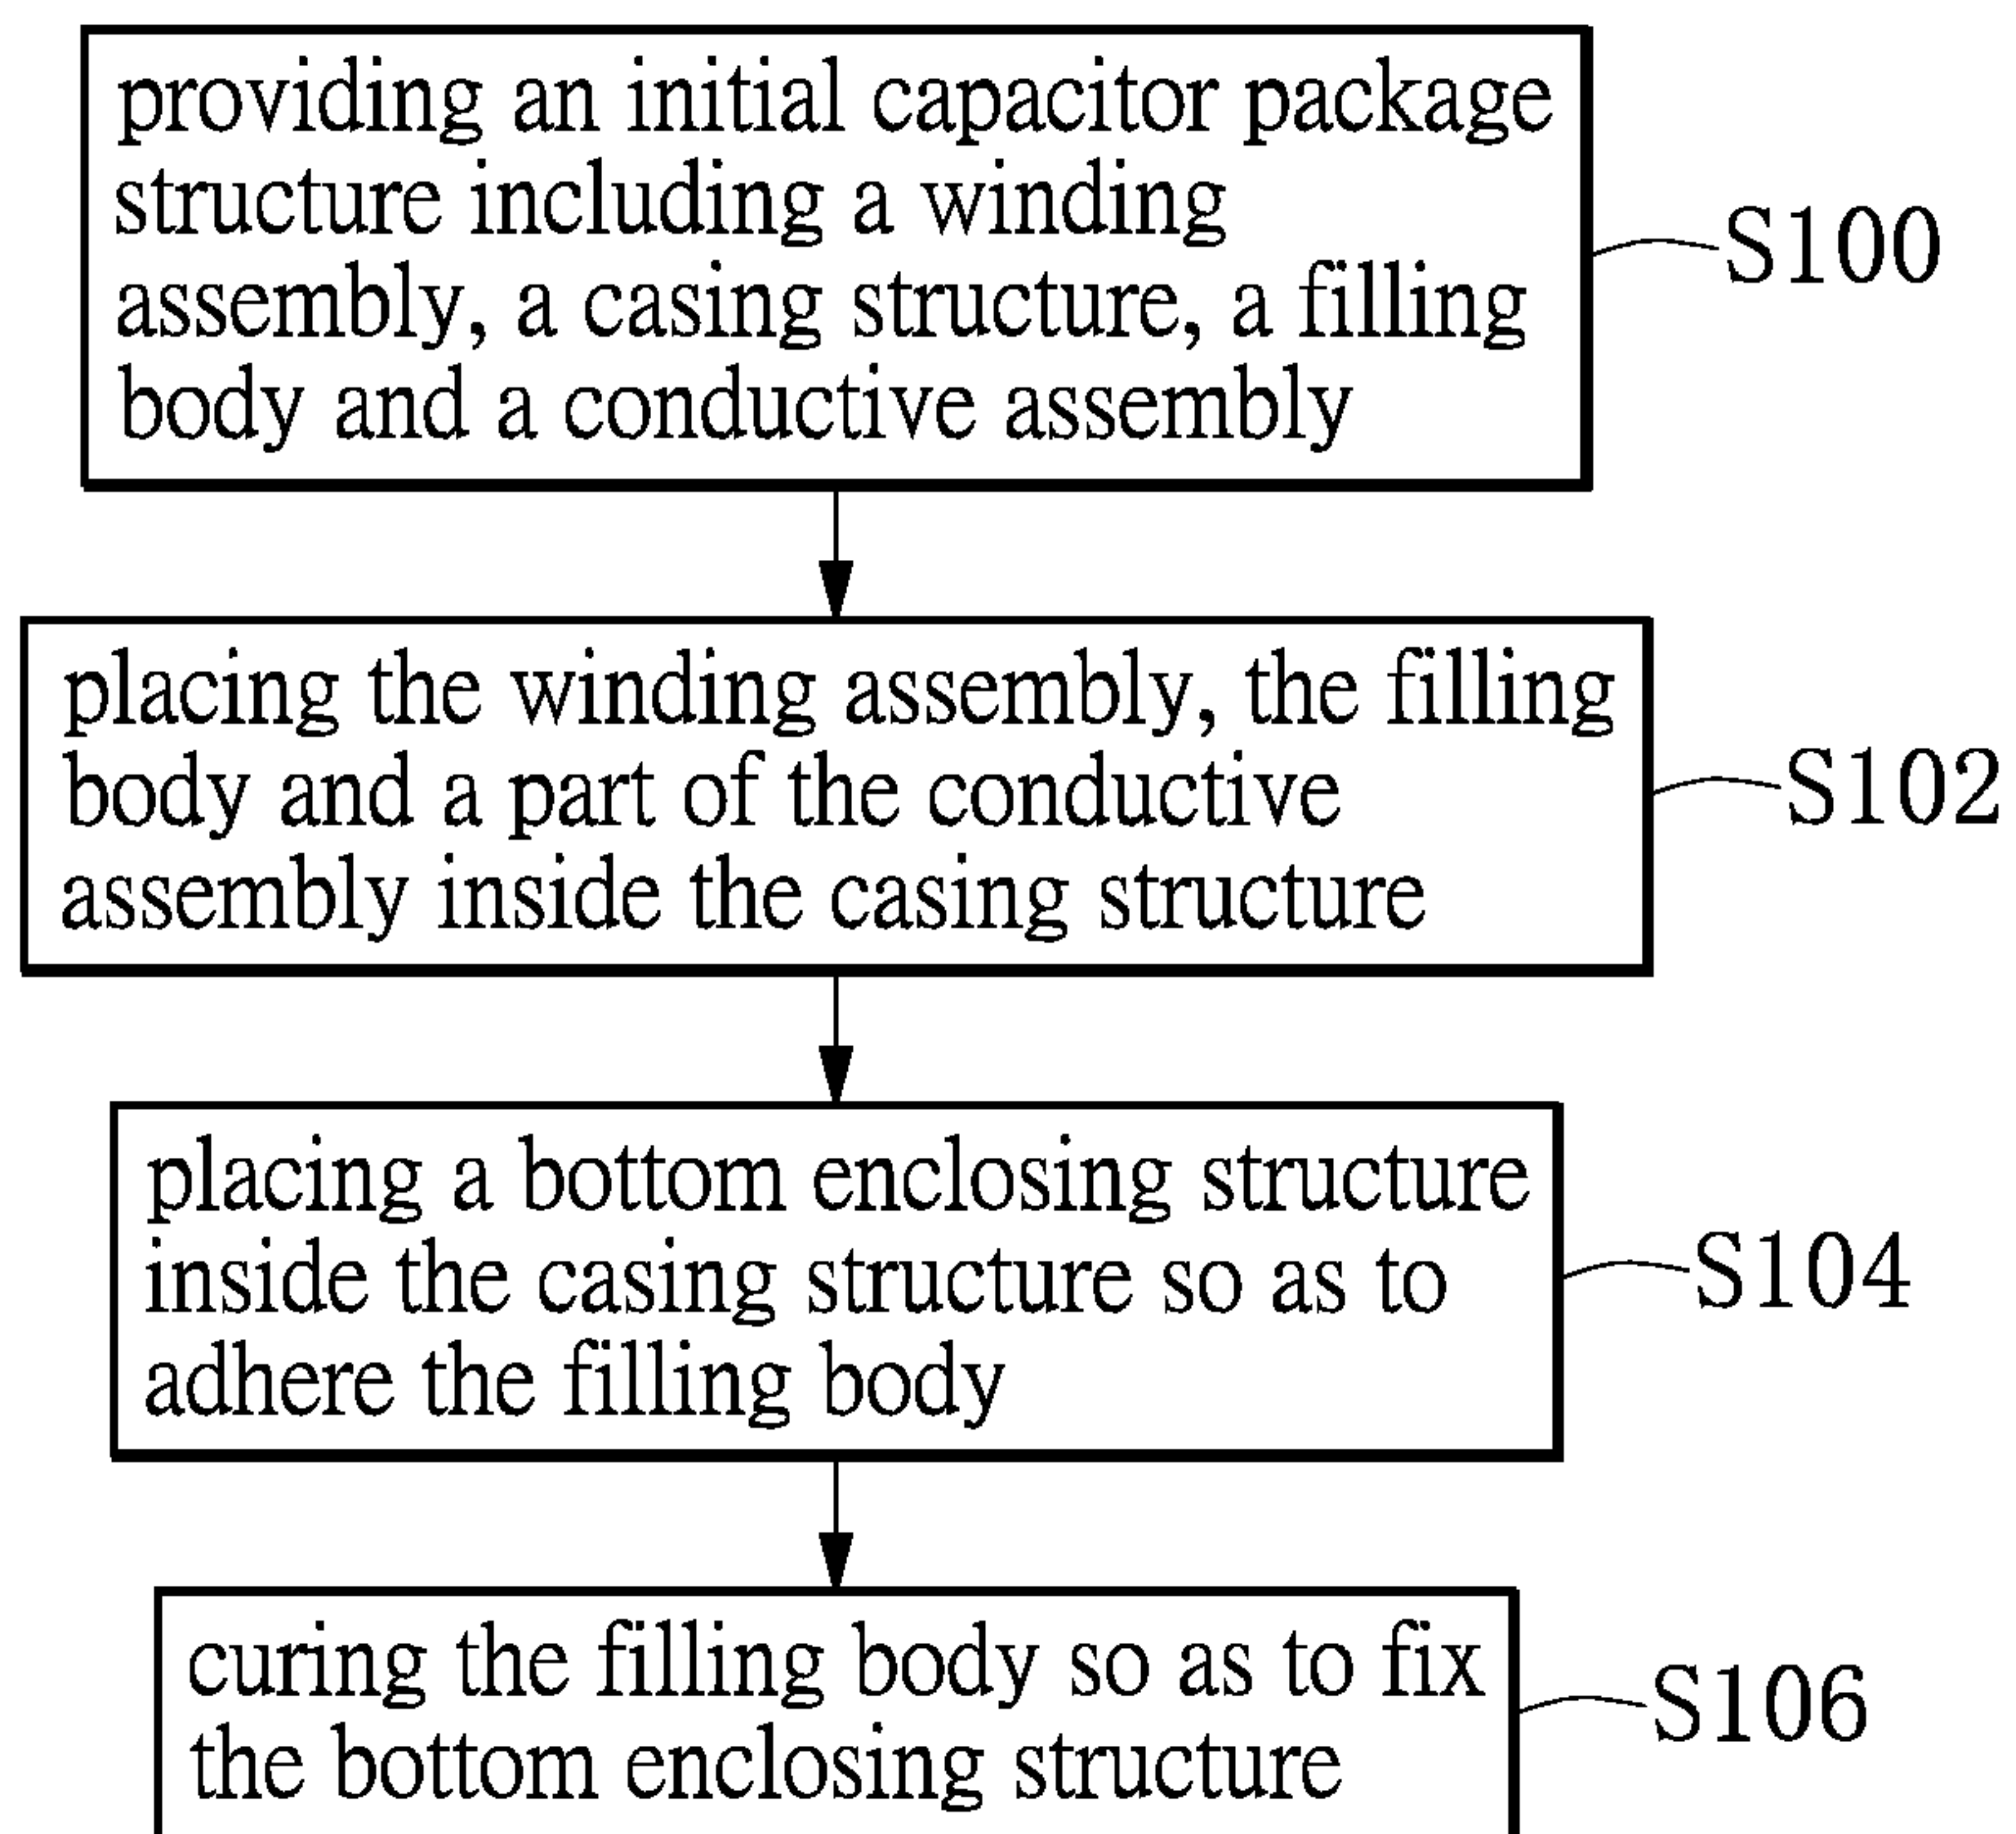 providing an initial capacitor package
structure including a winding
assembly, a casing structure, a filling
body and a conductive assembly
S100
placing the winding assembly, the filling
body and a part of the conductive
assembly inside the casing structure
S102
placing a bottom enclosing structure
inside the casing structure so as to
adhere the filling body
S104
curing the filling body so as to fix
the bottom enclosing structure
S106